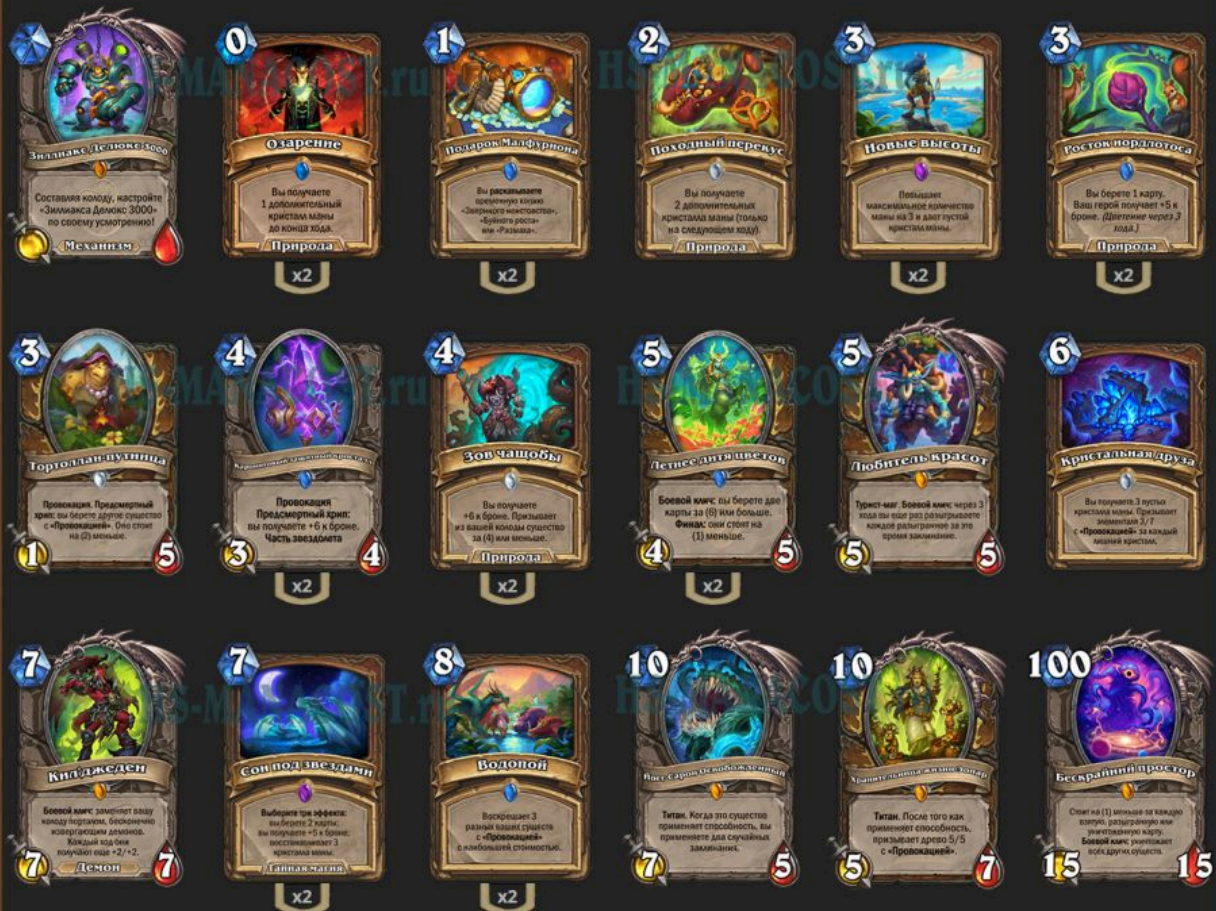 Зиллиакс Делюкс 3000
Составляя колоду, настройте
«Зиллиакса Делюкс 3000»
по своему усмотрению!
Механизм
0
Озарение
Вы получаете
1 дополнительный
кристалл маны
до конца хода.
Природа
x2
1
Подарок Малфуриона
Вы раскапываете
временную копию
«Звериного неистовства»,
«Буйного роста»
или «Размаха».
x2
2
Походный перекус
Вы получаете
2 дополнительных
кристалла маны (только
на следующем ходу).
Природа
3
Новые высоты
Повышает
максимальное количество
маны на 3 и дает пустой
кристалл маны.
x2
3
Росток нордлотоса
Вы берете 1 карту.
Ваш герой получает +5 к
броне. (Цветение через 3
хода.)
Природа
x2
3
Тортоллан-путница
Провокация. Предсмертный
хрип: вы берете другое существо
с «Провокацией». Оно стоит
на (2) меньше.
1
5
4
Провокация
Предсмертный хрип:
вы получаете +6 к броне.
Часть звездолета
3
4
x2
4
Зов чащобы
Вы получаете
+6 к броне. Призывает
из вашей колоды существо
за (4) или меньше.
Природа
x2
5
Летнее дитя цветов
Боевой клич: вы берете две
карты за (6) или больше.
Финал: они стоят на
(1) меньше.
4
5
x2
5
Любитель красот
Турист-маг. Боевой клич: через 3
хода вы еще раз разыгрываете
каждое разыгранное за это
время заклинание.
5
5
6
Кристальная друза
Вы получаете 3 пустых
кристалла маны. Призывает
элементаля 3/7
с «Провокацией» за каждый
лишний кристалл.
7
Кил'джеден
Боевой клич: заменяет вашу
колоду порталом, бесконечно
извергающим демонов.
Каждый ход они
получают еще +2/+2.
7
Демон
7
7
Сон под звездами
Выберите три эффекта:
вы берете 2 карты;
вы получаете +5 к броне;
восстанавливает 3
кристалла маны.
Тайная магия
x2
8
Водопой
Воскрешает 3
разных ваших существ
с «Провокацией»
с наибольшей стоимостью.
x2
10
Йогг-Сарон Освобожденный
Титан. Когда это существо
применяет способность, вы
применяете два случайных
заклинания.
7
5
10
Хранительница жизни Эонар
Титан. После того как
применяет способность,
призывает древо 5/5
с «Провокацией».
5
7
100
Бескрайний простор
Стоит на (1) меньше за каждую
взятую, разыгранную или
уничтоженную карту.
Боевой клич: уничтожает
всех других существ.
15
15